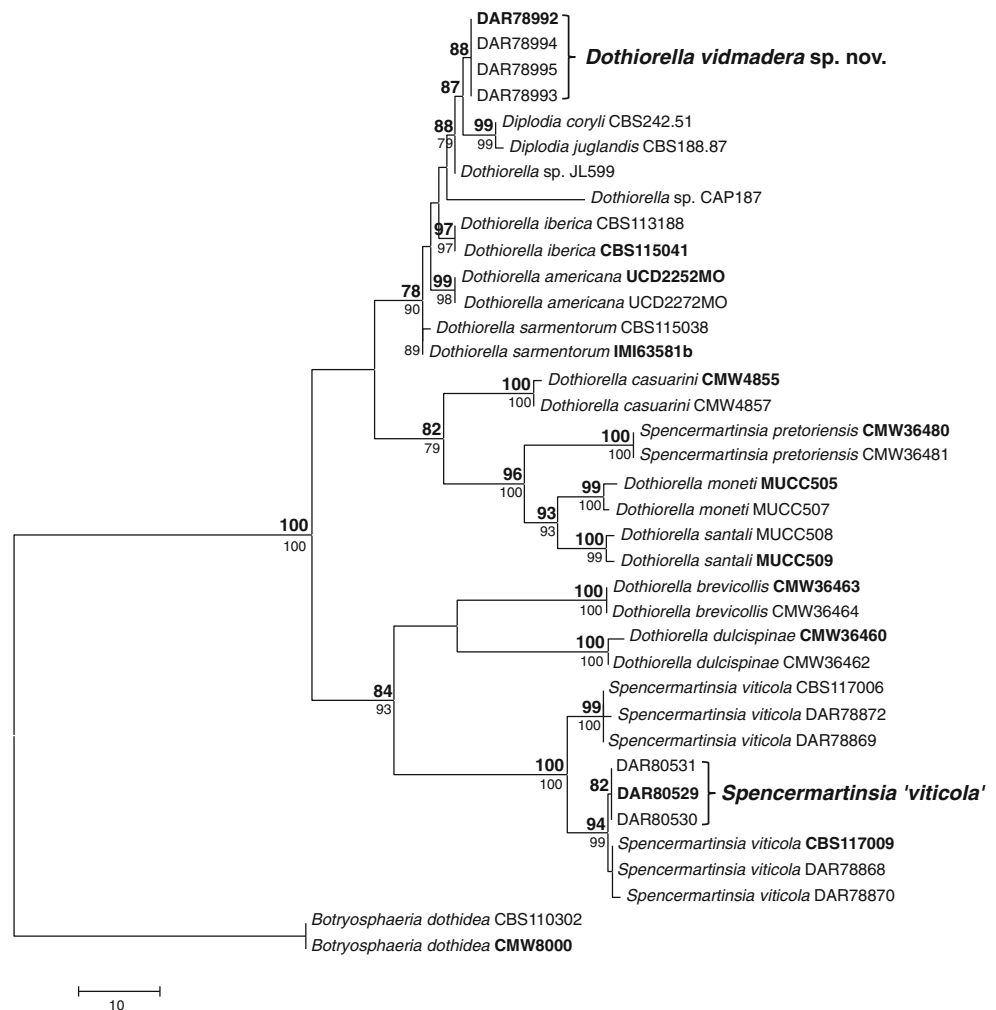 DAR78992
88
DAR78994
Dothiorella vidmadera sp. nov.
DAR78995
87
DAR78993
88
99
Diplodia coryli CBS242.51
79
99
Diplodia juglandis CBS188.87
Dothiorella sp. JL599
Dothiorella sp. CAP187
97
Dothiorella iberica CBS113188
97
Dothiorella iberica CBS115041
99
Dothiorella americana UCD2252MO
78
90
98
Dothiorella americana UCD2272MO
Dothiorella sarmentorum CBS115038
89
Dothiorella sarmentorum IMI63581b
100
Dothiorella casuarini CMW4855
100
Dothiorella casuarini CMW4857
82
79
100
Spencermartinsia pretoriensis CMW36480
100
Spencermartinsia pretoriensis CMW36481
96
100
99
Dothiorella moneti MUCC505
100
Dothiorella moneti MUCC507
93
93
100
Dothiorella santali MUCC508
99
Dothiorella santali MUCC509
100
100
100
Dothiorella brevicollis CMW36463
100
Dothiorella brevicollis CMW36464
100
Dothiorella dulcispinae CMW36460
100
Dothiorella dulcispinae CMW36462
84
93
Spencermartinsia viticola CBS117006
99
100
Spencermartinsia viticola DAR78872
Spencermartinsia viticola DAR78869
100
100
DAR80531
82
DAR80529
Spencermartinsia 'viticola'
DAR80530
94
99
Spencermartinsia viticola CBS117009
Spencermartinsia viticola DAR78868
Spencermartinsia viticola DAR78870
Botryosphaeria dothidea CBS110302
Botryosphaeria dothidea CMW8000
10